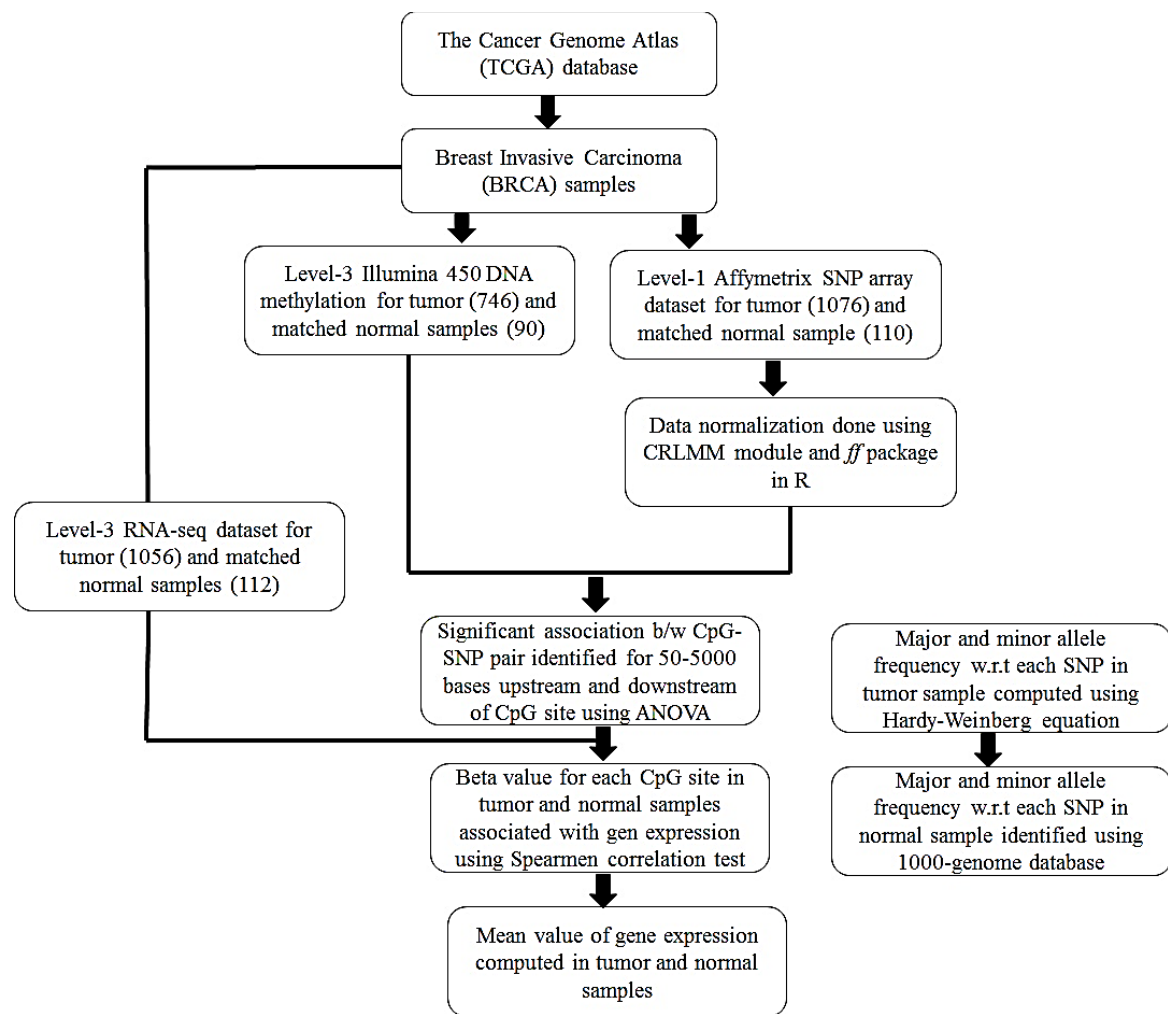 The Cancer Genome Atlas
(TCGA) database
Breast Invasive Carcinoma
(BRCA) samples
Level-3 Illumina 450 DNA
methylation for tumor (746) and
matched normal samples (90)
Level-1 Affymetrix SNP array
dataset for tumor (1076) and
matched normal sample (110)
Data normalization done using
CRLMM module and ff package
in R
Level-3 RNA-seq dataset for
tumor (1056) and matched
normal samples (112)
Significant association b/w CpG-
SNP pair identified for 50-5000
bases upstream and downstream
of CpG site using ANOVA
Major and minor allele
frequency w.r.t each SNP in
tumor sample computed using
Hardy-Weinberg equation
Beta value for each CpG site in
tumor and normal samples
associated with gen expression
using Spearmen correlation test
Major and minor allele
frequency w.r.t each SNP in
normal sample identified using
1000-genome database
Mean value of gene expression
computed in tumor and normal
samples